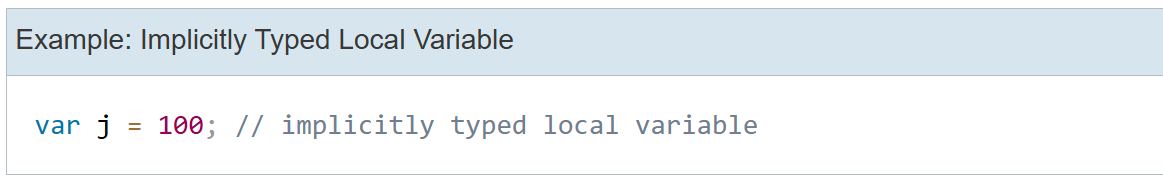 Example: Implicitly Typed Local Variable
var j = 100; // implicitly typed local variable